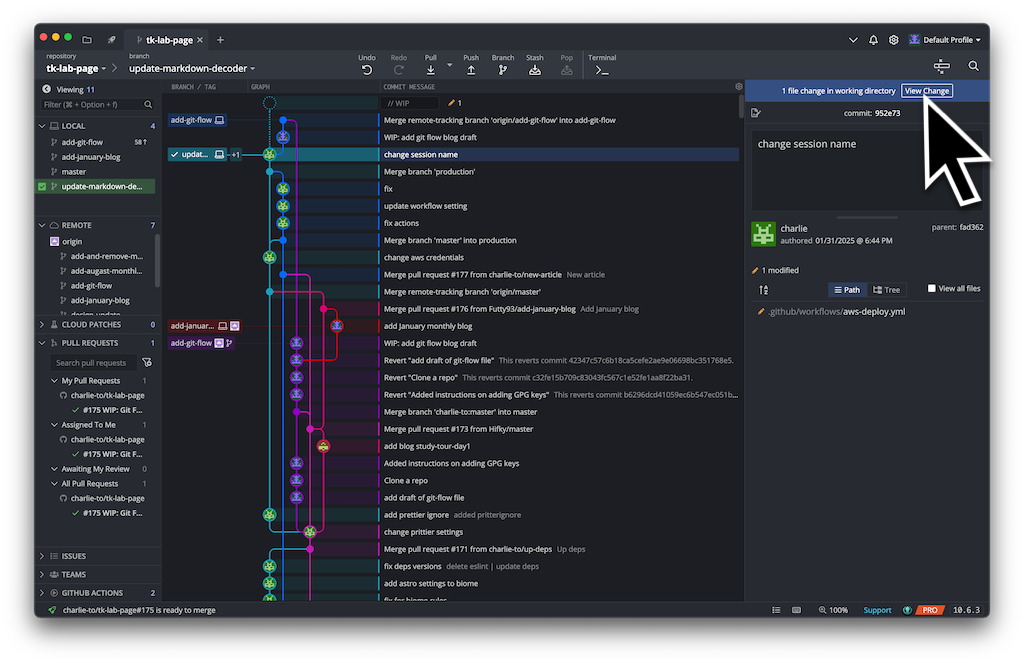 tk-lab-page
Default Profile
repository
tk-lab-page
branch
update-markdown-decoder
Undo
Redo
Pull
Push
Branch
Stash
Pop
Terminal
Viewing 11
Filter (⌘ + Option + f)
LOCAL 4
add-git-flow 58↑
add-january-blog
master
update-markdown-de...
REMOTE 7
origin
add-and-remove-m...
add-augast-monthl...
add-git-flow
add-january-blog
design-update
CLOUD PATCHES 0
PULL REQUESTS 1
Search pull requests
My Pull Requests 1
charlie-to/tk-lab-page
#175 WIP: Git F...
Assigned To Me 1
charlie-to/tk-lab-page
#175 WIP: Git F...
Awaiting My Review 0
All Pull Requests 1
charlie-to/tk-lab-page
#175 WIP: Git F...
ISSUES
TEAMS
GITHUB ACTIONS 2
BRANCH / TAG
GRAPH
COMMIT MESSAGE
// WIP 1
add-git-flow
Merge remote-tracking branch 'origin/add-git-flow' into add-git-flow
WIP: add git flow blog draft
updat... +1
change session name
Merge branch 'production'
fix
update workflow setting
fix actions
Merge branch 'master' into production
change aws credentials
Merge pull request #177 from charlie-to/new-article New article
Merge remote-tracking branch 'origin/master'
Merge pull request #176 from Futty93/add-january-blog Add January blog
add-januar...
add January monthly blog
add-git-flow
WIP: add git flow blog draft
Revert "add draft of git-flow file" This reverts commit 42347c57c6b18ca5cefe2ae9e06698bc351768e5.
Revert "Clone a repo" This reverts commit c32fe15b709c83043fc567c1e52fe1aa8f22ba31.
Revert "Added instructions on adding GPG keys" This reverts commit b6296dcd41059ec6b547ec051b...
Merge branch 'charlie-to:master' into master
Merge pull request #173 from Hifky/master
add blog study-tour-day1
Added instructions on adding GPG keys
Clone a repo
add draft of git-flow file
add prettier ignore added pritterignore
change prittier settings
Merge pull request #171 from charlie-to/up-deps Up deps
fix deps versions delete eslint | update deps
add astro settings to biome
fix for biome rules
1 file change in working directory
View Change
commit: 952e73
change session name
charlie
authored 01/31/2025 @ 6:44 PM
parent: fad362
1 modified
Path
Tree
View all files
.github/workflows/aws-deploy.yml
charlie-to/tk-lab-page#175 is ready to merge
100%
Support
PRO
10.6.3